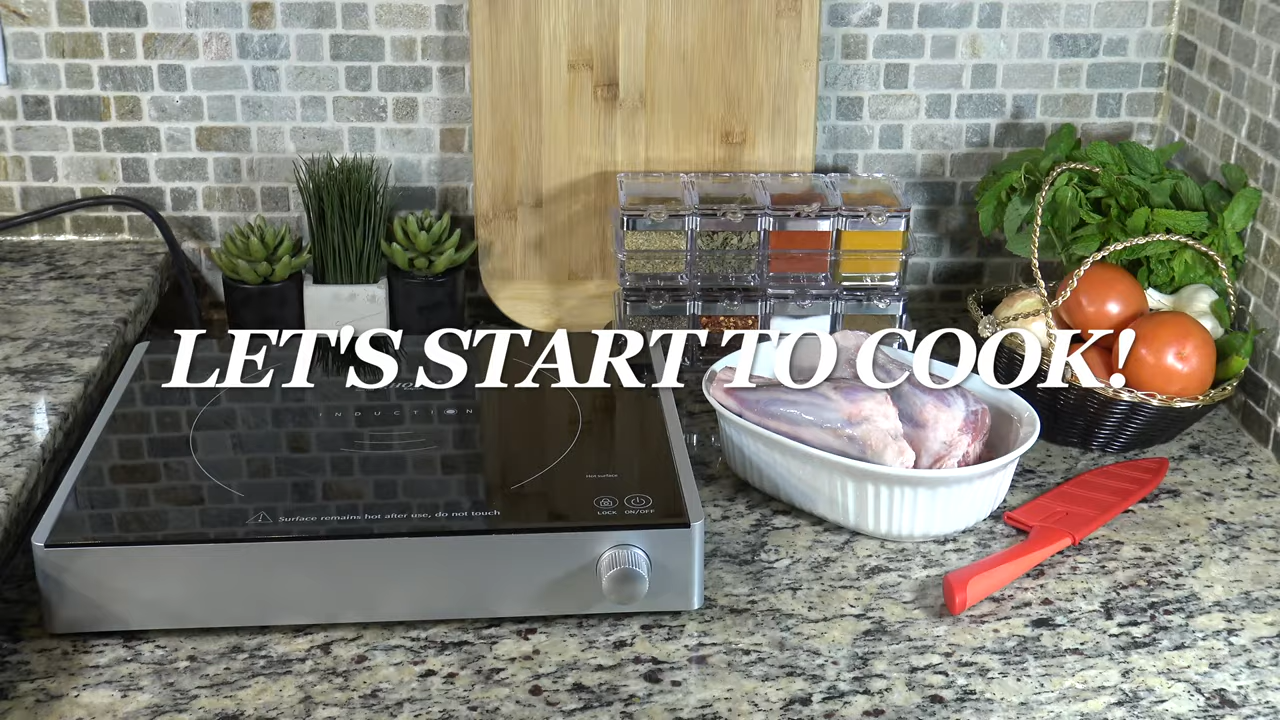 LET'S START TO COOK!
INDUCTION
Hot surface
LOCK ON/OFF
Surface remains hot after use, do not touch